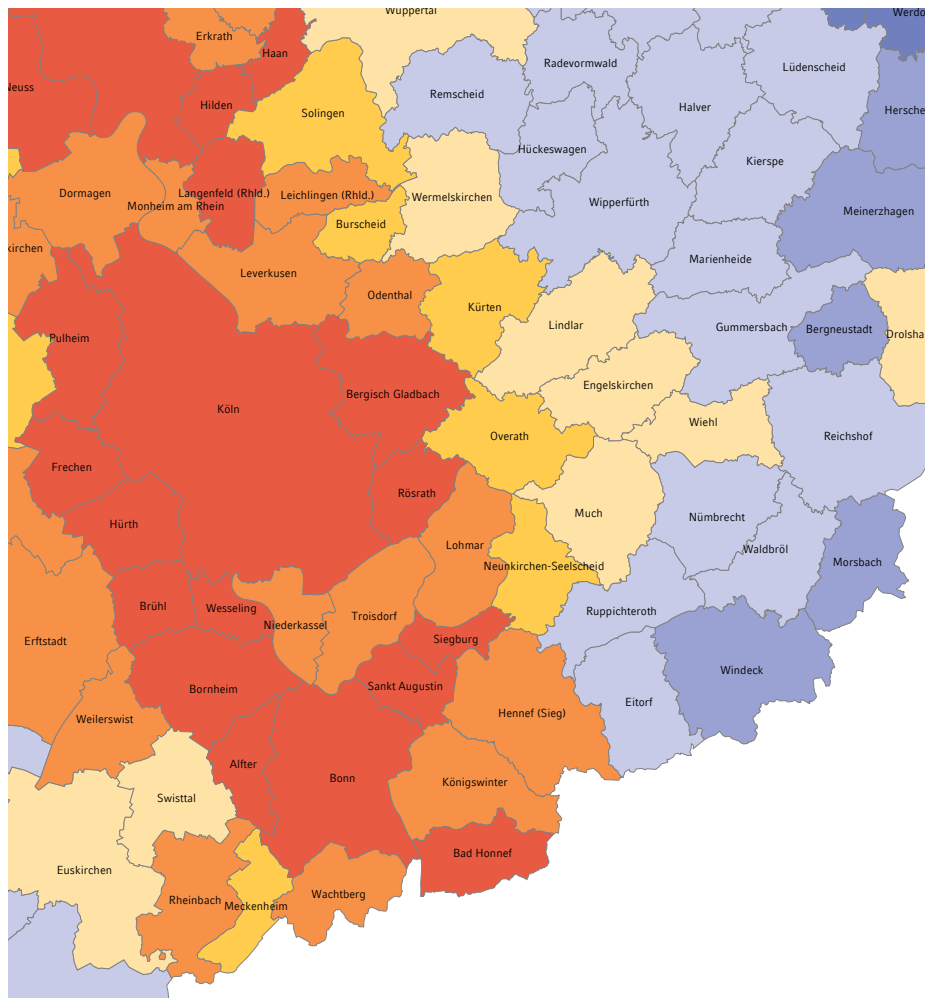 Wuppertal
Werdo
Erkrath
Haan
Radevormwald
Lüdenscheid
Neuss
Remscheid
Hilden
Solingen
Halver
Hersche
Hückeswagen
Kierspe
Dormagen
Langenfeld (Rhld.)
Leichlingen (Rhld.)
Wermelskirchen
Monheim am Rhein
Wipperfürth
Meinerzhagen
Burscheid
kirchen
Marienheide
Leverkusen
Odenthal
Kürten
Lindlar
Gummersbach
Bergneustadt
Drolsha
Pulheim
Engelskirchen
Bergisch Gladbach
Köln
Wiehl
Overath
Reichshof
Frechen
Rösrath
Much
Nümbrecht
Hürth
Lohmar
Waldbröl
Neunkirchen-Seelscheid
Morsbach
Brühl
Wesseling
Ruppichteroth
Troisdorf
Niederkassel
Erftstadt
Siegburg
Windeck
Bornheim
Sankt Augustin
Eitorf
Weilerswist
Hennef (Sieg)
Alfter
Bonn
Königswinter
Swisttal
Bad Honnef
Euskirchen
Wachtberg
Rheinbach
Meckenheim